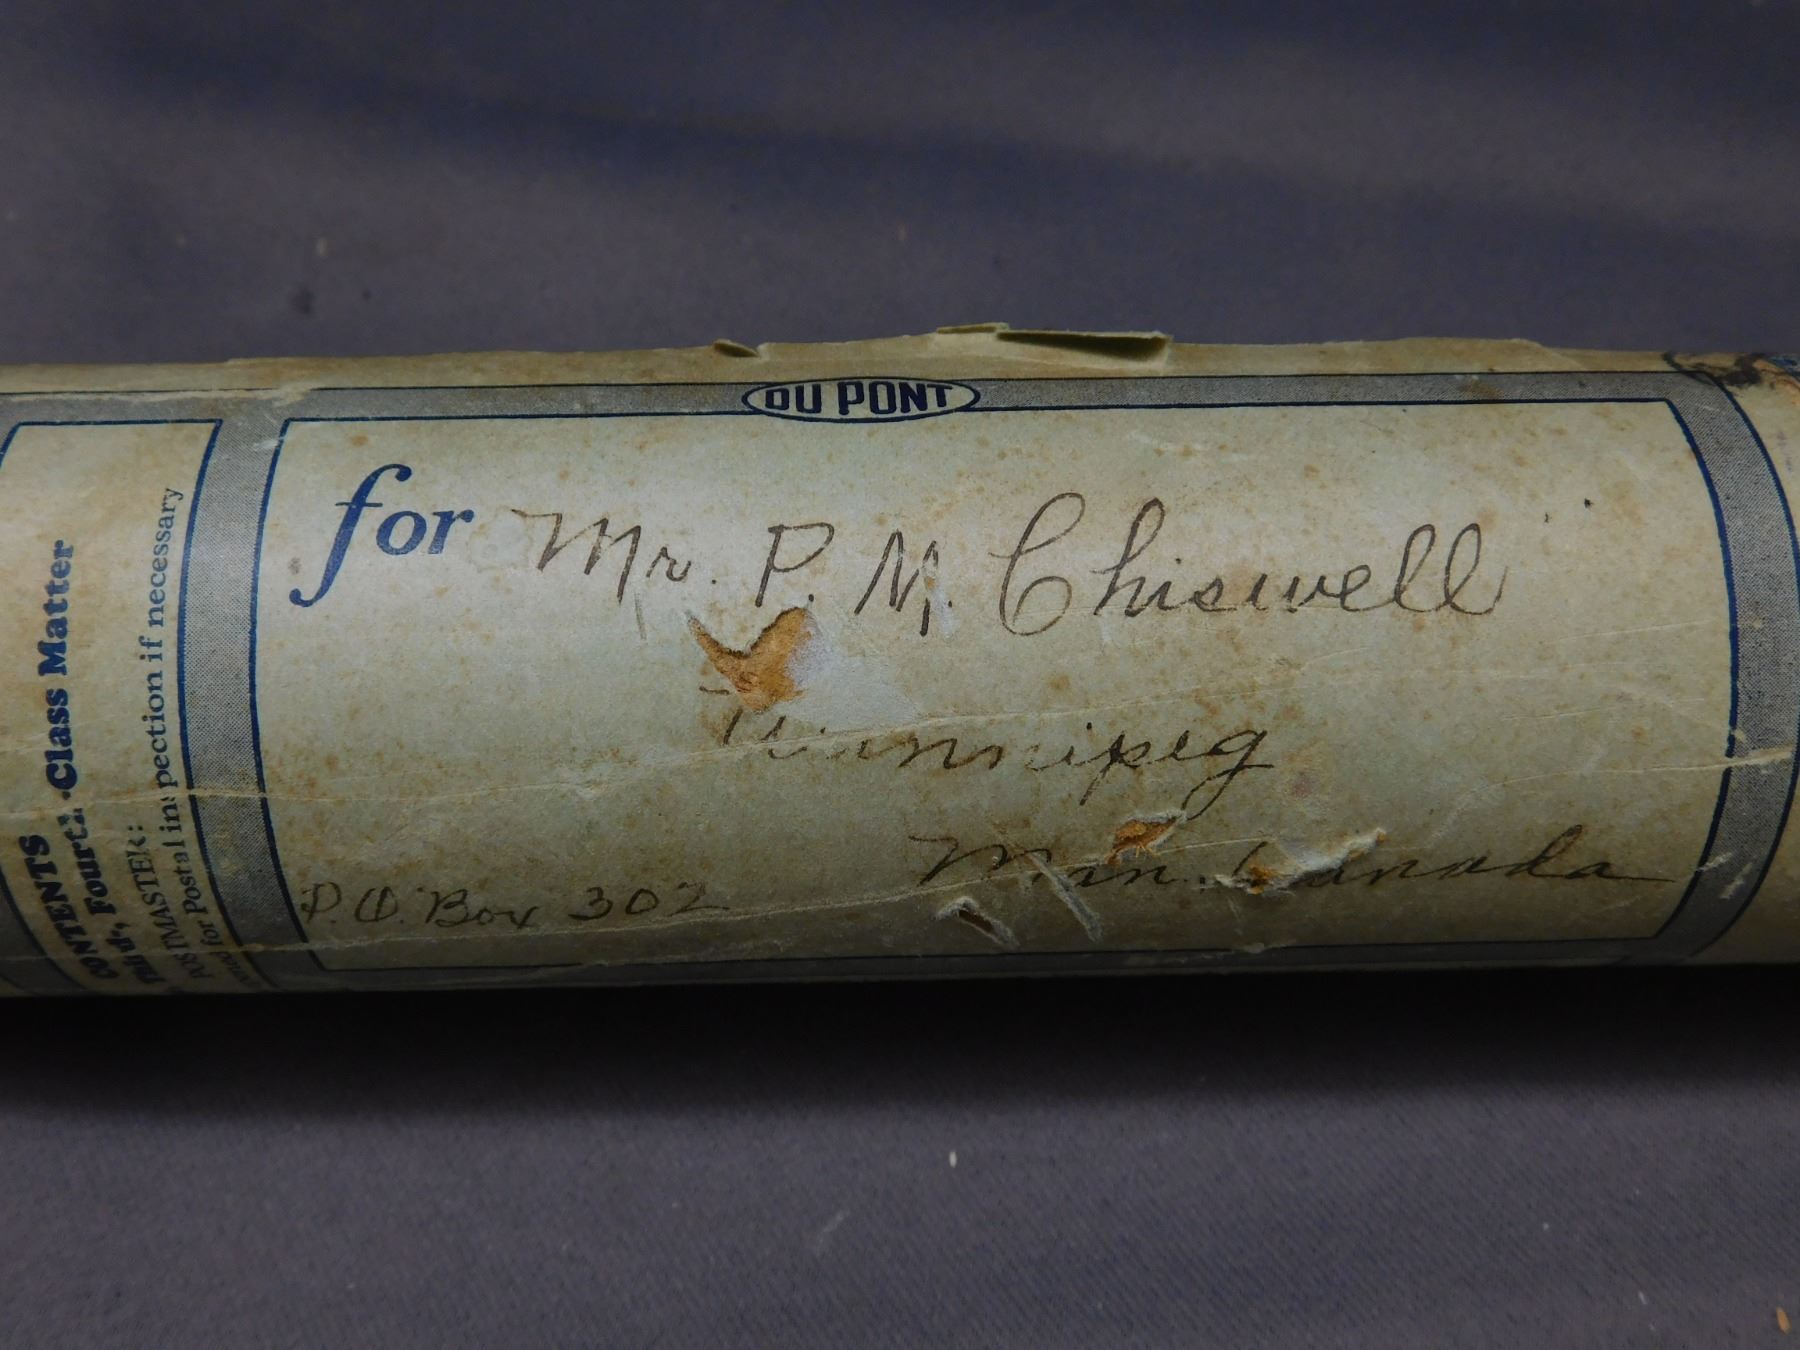 DU PONT
for Mr. P. M. Chiswell
Winnipeg
Man. Canada
P.O. Box 302
CONTENTS
Fourth-Class Matter
POSTMASTER:
for Postal inspection if necessary